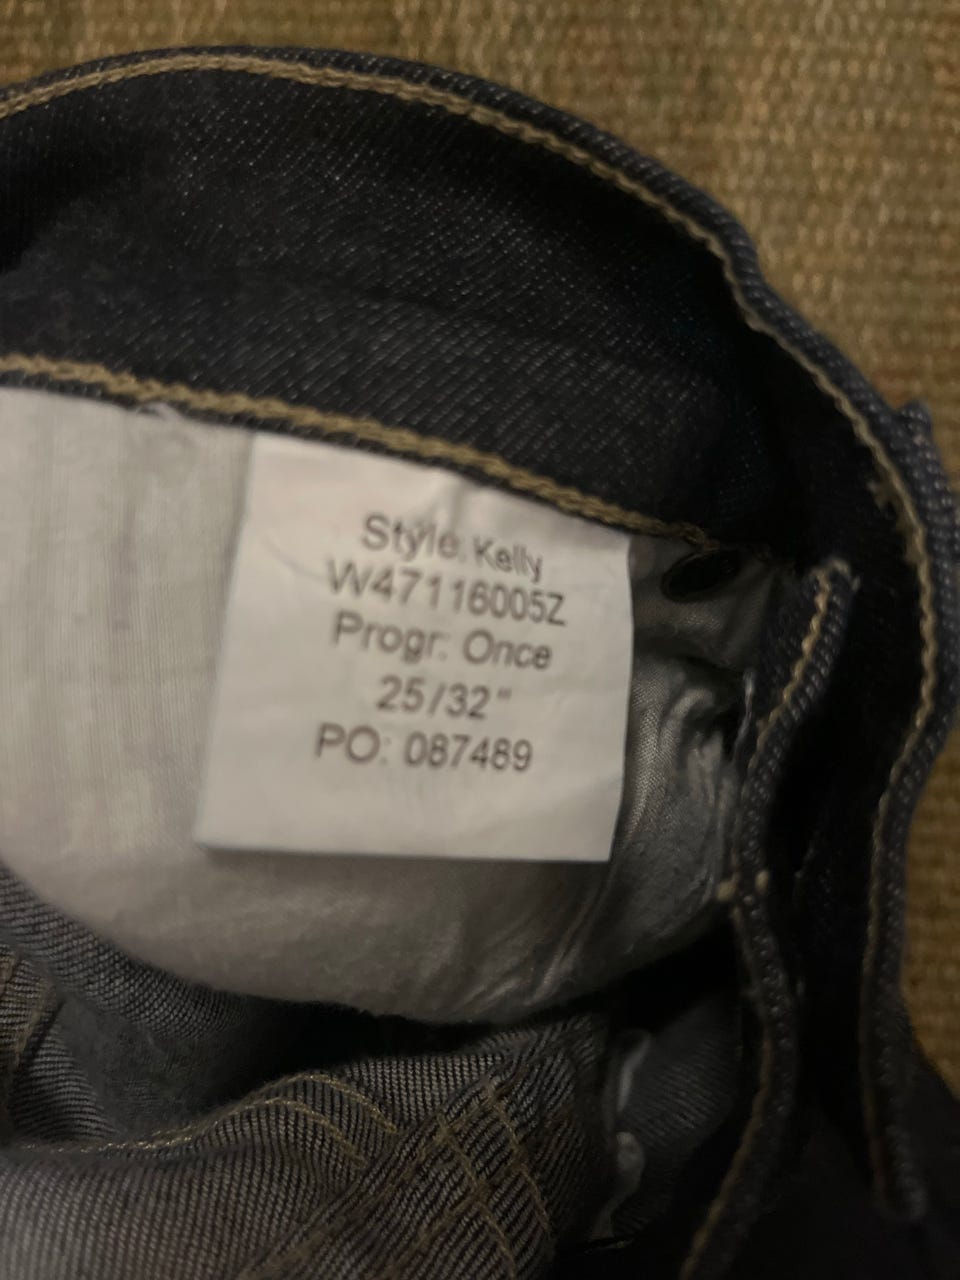 Style: Kelly
W47116005Z
Progr: Once
25/32"
PO: 087489